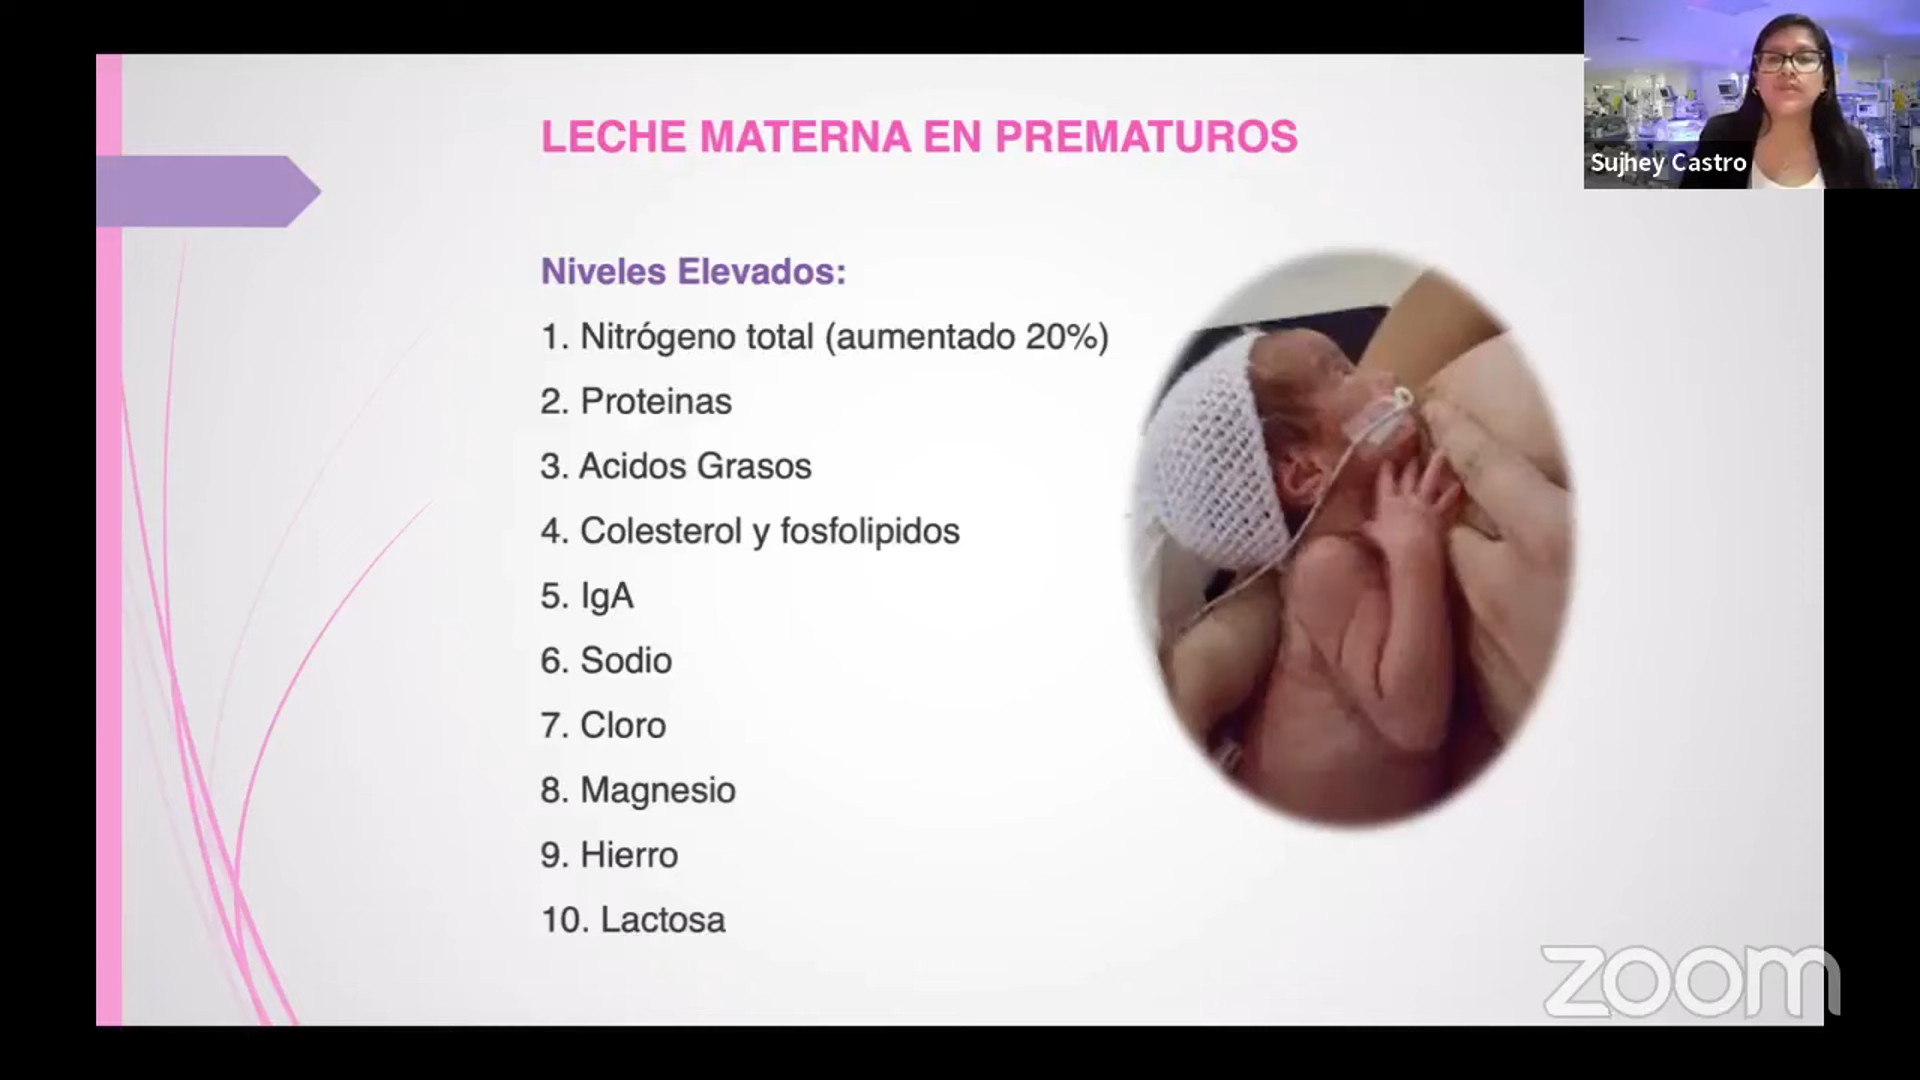 LECHE MATERNA EN PREMATUROS
Sujhey Castro
Niveles Elevados:
1. Nitrógeno total (aumentado 20%)
2. Proteinas
3. Acidos Grasos
4. Colesterol y fosfolipidos
5. IgA
6. Sodio
7. Cloro
8. Magnesio
9. Hierro
10. Lactosa
zoom